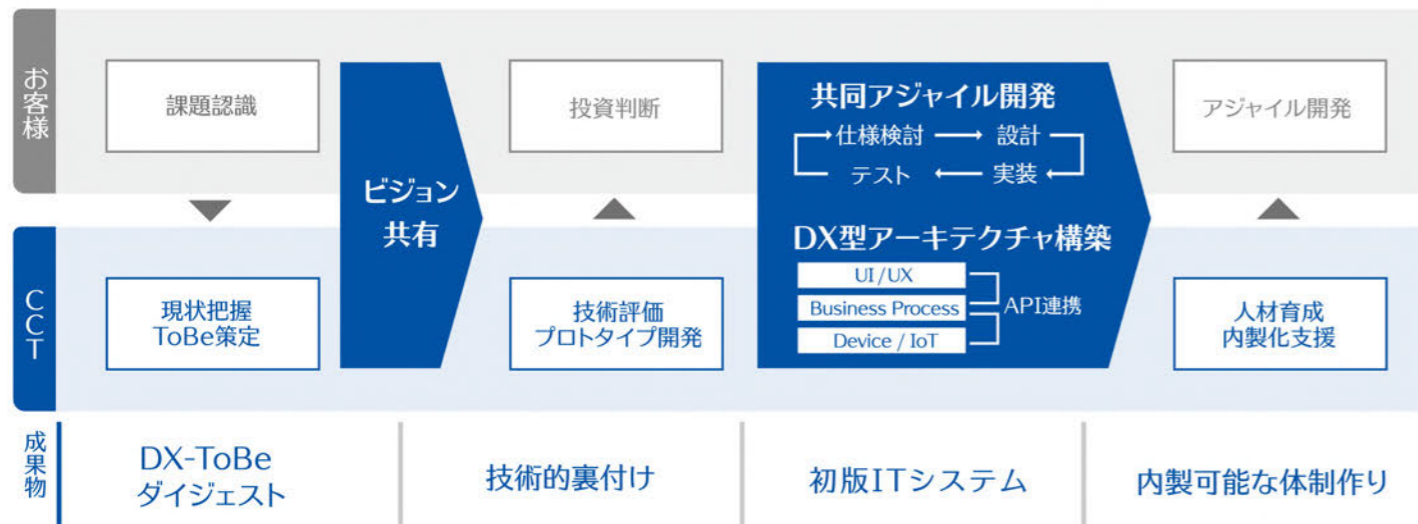 お客様
課題認識
投資判断
共同アジャイル開発
仕様検討
設計
テスト
実装
アジャイル開発
ビジョン
共有
DX型アーキテクチャ構築
UI/UX
Business Process
Device / IoT
API連携
CCT
現状把握
ToBe策定
技術評価
プロトタイプ開発
人材育成
内製化支援
成果物
DX-ToBe
ダイジェスト
技術的裏付け
初版ITシステム
内製可能な体制作り